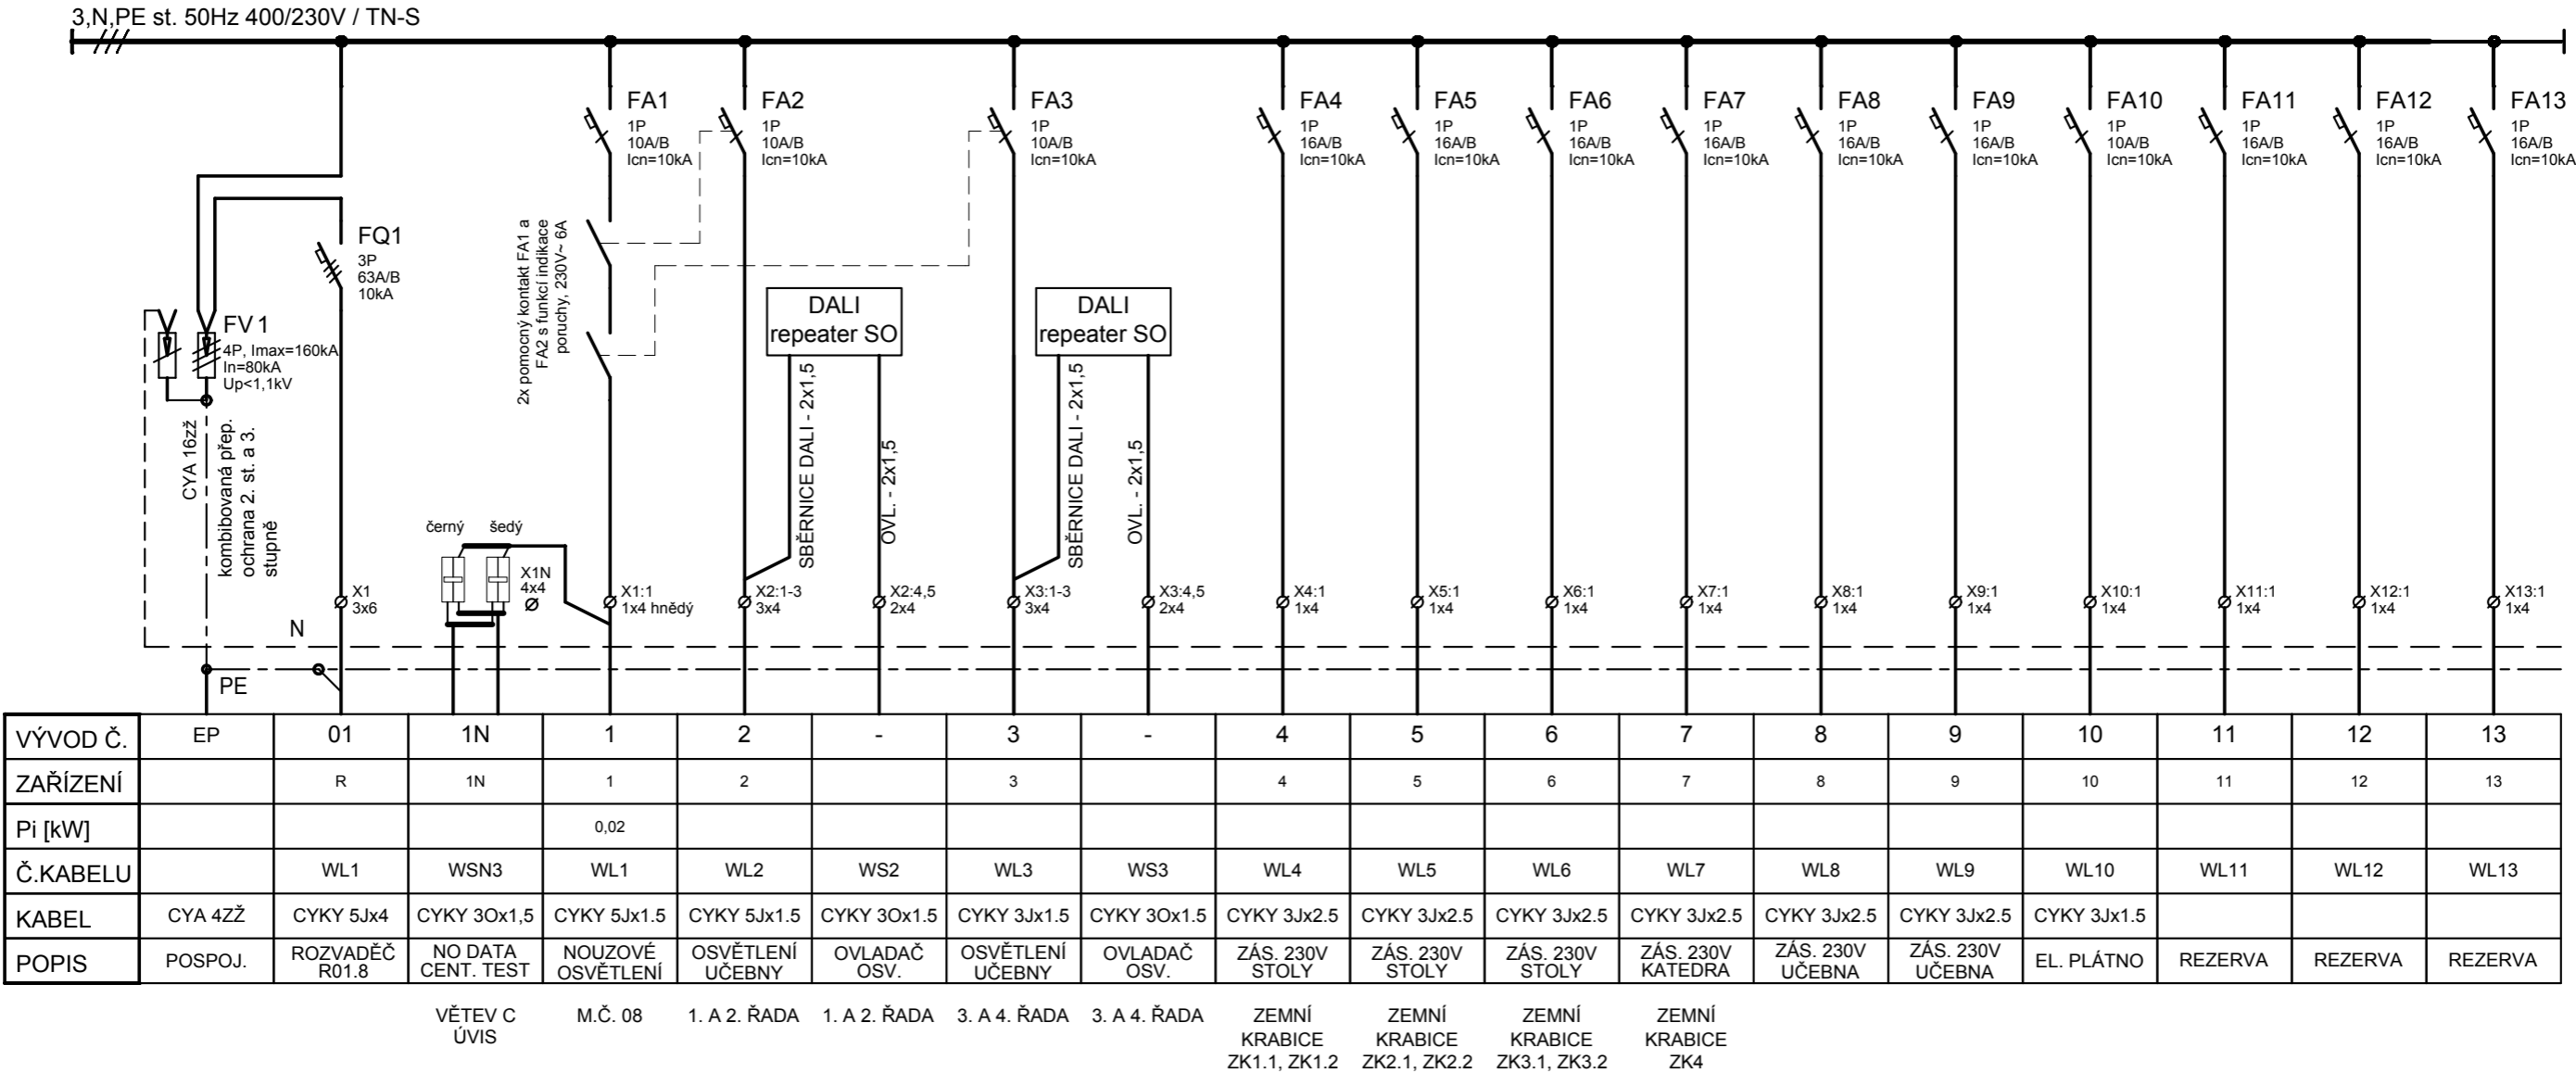 3,N,PE st. 50Hz 400/230V / TN-S
FA1
1P
10A/B
Icn=10kA
FA2
1P
10A/B
Icn=10kA
FA3
1P
10A/B
Icn=10kA
FA4
1P
16A/B
Icn=10kA
FA5
1P
16A/B
Icn=10kA
FA6
1P
16A/B
Icn=10kA
FA7
1P
16A/B
Icn=10kA
FA8
1P
16A/B
Icn=10kA
FA9
1P
16A/B
Icn=10kA
FA10
1P
10A/B
Icn=10kA
FA11
1P
16A/B
Icn=10kA
FA12
1P
16A/B
Icn=10kA
FA13
1P
16A/B
Icn=10kA
FQ1
3P
63A/B
10kA
FV1
4P, Imax=160kA
In=80kA
Up<1,1kV
2x pomocný kontakt FA1 a
FA2 s funkcí indikace
poruchy, 230V~ 6A
DALI
repeater SO
DALI
repeater SO
SBĚRNICE DALI - 2x1,5
OVL. - 2x1,5
SBĚRNICE DALI - 2x1,5
OVL. - 2x1,5
CYA 16zž
kombibovaná přep.
ochrana 2. st. a 3.
stupně
černý
šedý
X1
3x6
X1N
4x4
X1:1
1x4 hnědý
X2:1-3
3x4
X2:4,5
2x4
X3:1-3
3x4
X3:4,5
2x4
X4:1
1x4
X5:1
1x4
X6:1
1x4
X7:1
1x4
X8:1
1x4
X9:1
1x4
X10:1
1x4
X11:1
1x4
X12:1
1x4
X13:1
1x4
N
PE
VÝVOD Č. EP 01 1N 1 2 - 3 - 4 5 6 7 8 9 10 11 12 13
ZAŘÍZENÍ R 1N 1 2 3 4 5 6 7 8 9 10 11 12 13
Pi [kW] 0,02
Č.KABELU WL1 WSN3 WL1 WL2 WS2 WL3 WS3 WL4 WL5 WL6 WL7 WL8 WL9 WL10 WL11 WL12 WL13
KABEL CYA 4ZŽ CYKY 5Jx4 CYKY 3Ox1,5 CYKY 5Jx1.5 CYKY 5Jx1.5 CYKY 3Ox1.5 CYKY 3Jx1.5 CYKY 3Ox1.5 CYKY 3Jx2.5 CYKY 3Jx2.5 CYKY 3Jx2.5 CYKY 3Jx2.5 CYKY 3Jx2.5 CYKY 3Jx2.5 CYKY 3Jx1.5
POPIS
POSPOJ.
ROZVADĚČ
R01.8
NO DATA
CENT. TEST
NOUZOVÉ
OSVĚTLENÍ
OSVĚTLENÍ
UČEBNY
OVLADAČ
OSV.
OSVĚTLENÍ
UČEBNY
OVLADAČ
OSV.
ZÁS. 230V
STOLY
ZÁS. 230V
STOLY
ZÁS. 230V
STOLY
ZÁS. 230V
KATEDRA
ZÁS. 230V
UČEBNA
ZÁS. 230V
UČEBNA
EL. PLÁTNO
REZERVA
REZERVA
REZERVA
VĚTEV C
ÚVIS
M.Č. 08
1. A 2. ŘADA
1. A 2. ŘADA
3. A 4. ŘADA
3. A 4. ŘADA
ZEMNÍ
KRABICE
ZK1.1, ZK1.2
ZEMNÍ
KRABICE
ZK2.1, ZK2.2
ZEMNÍ
KRABICE
ZK3.1, ZK3.2
ZEMNÍ
KRABICE
ZK4